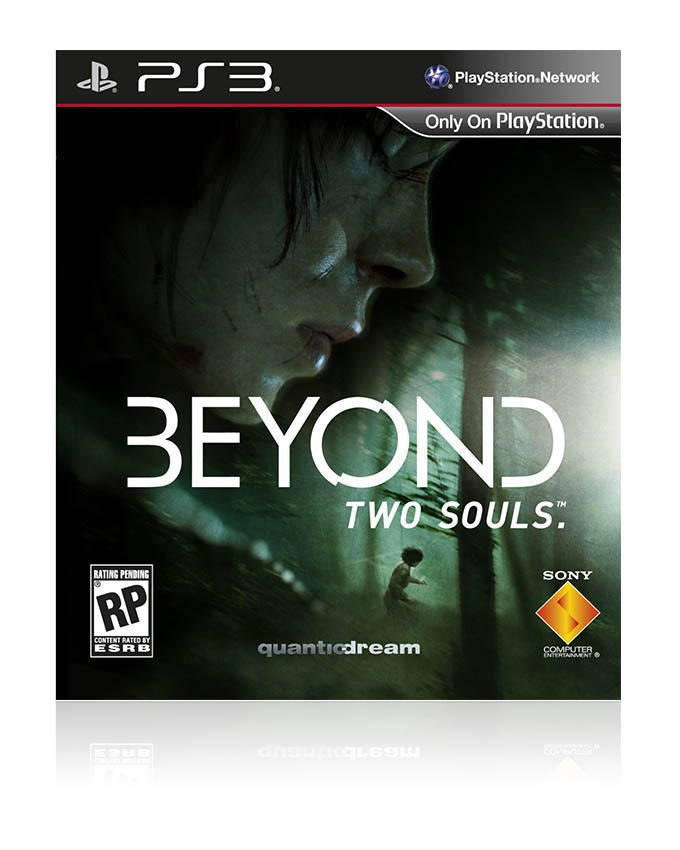 PS3
PlayStation®Network
Only On PlayStation®
BEYOND
TWO SOULS.™
RATING PENDING
RP
CONTENT RATED BY
ESRB
quanticdream
SONY
COMPUTER
ENTERTAINMENT ®